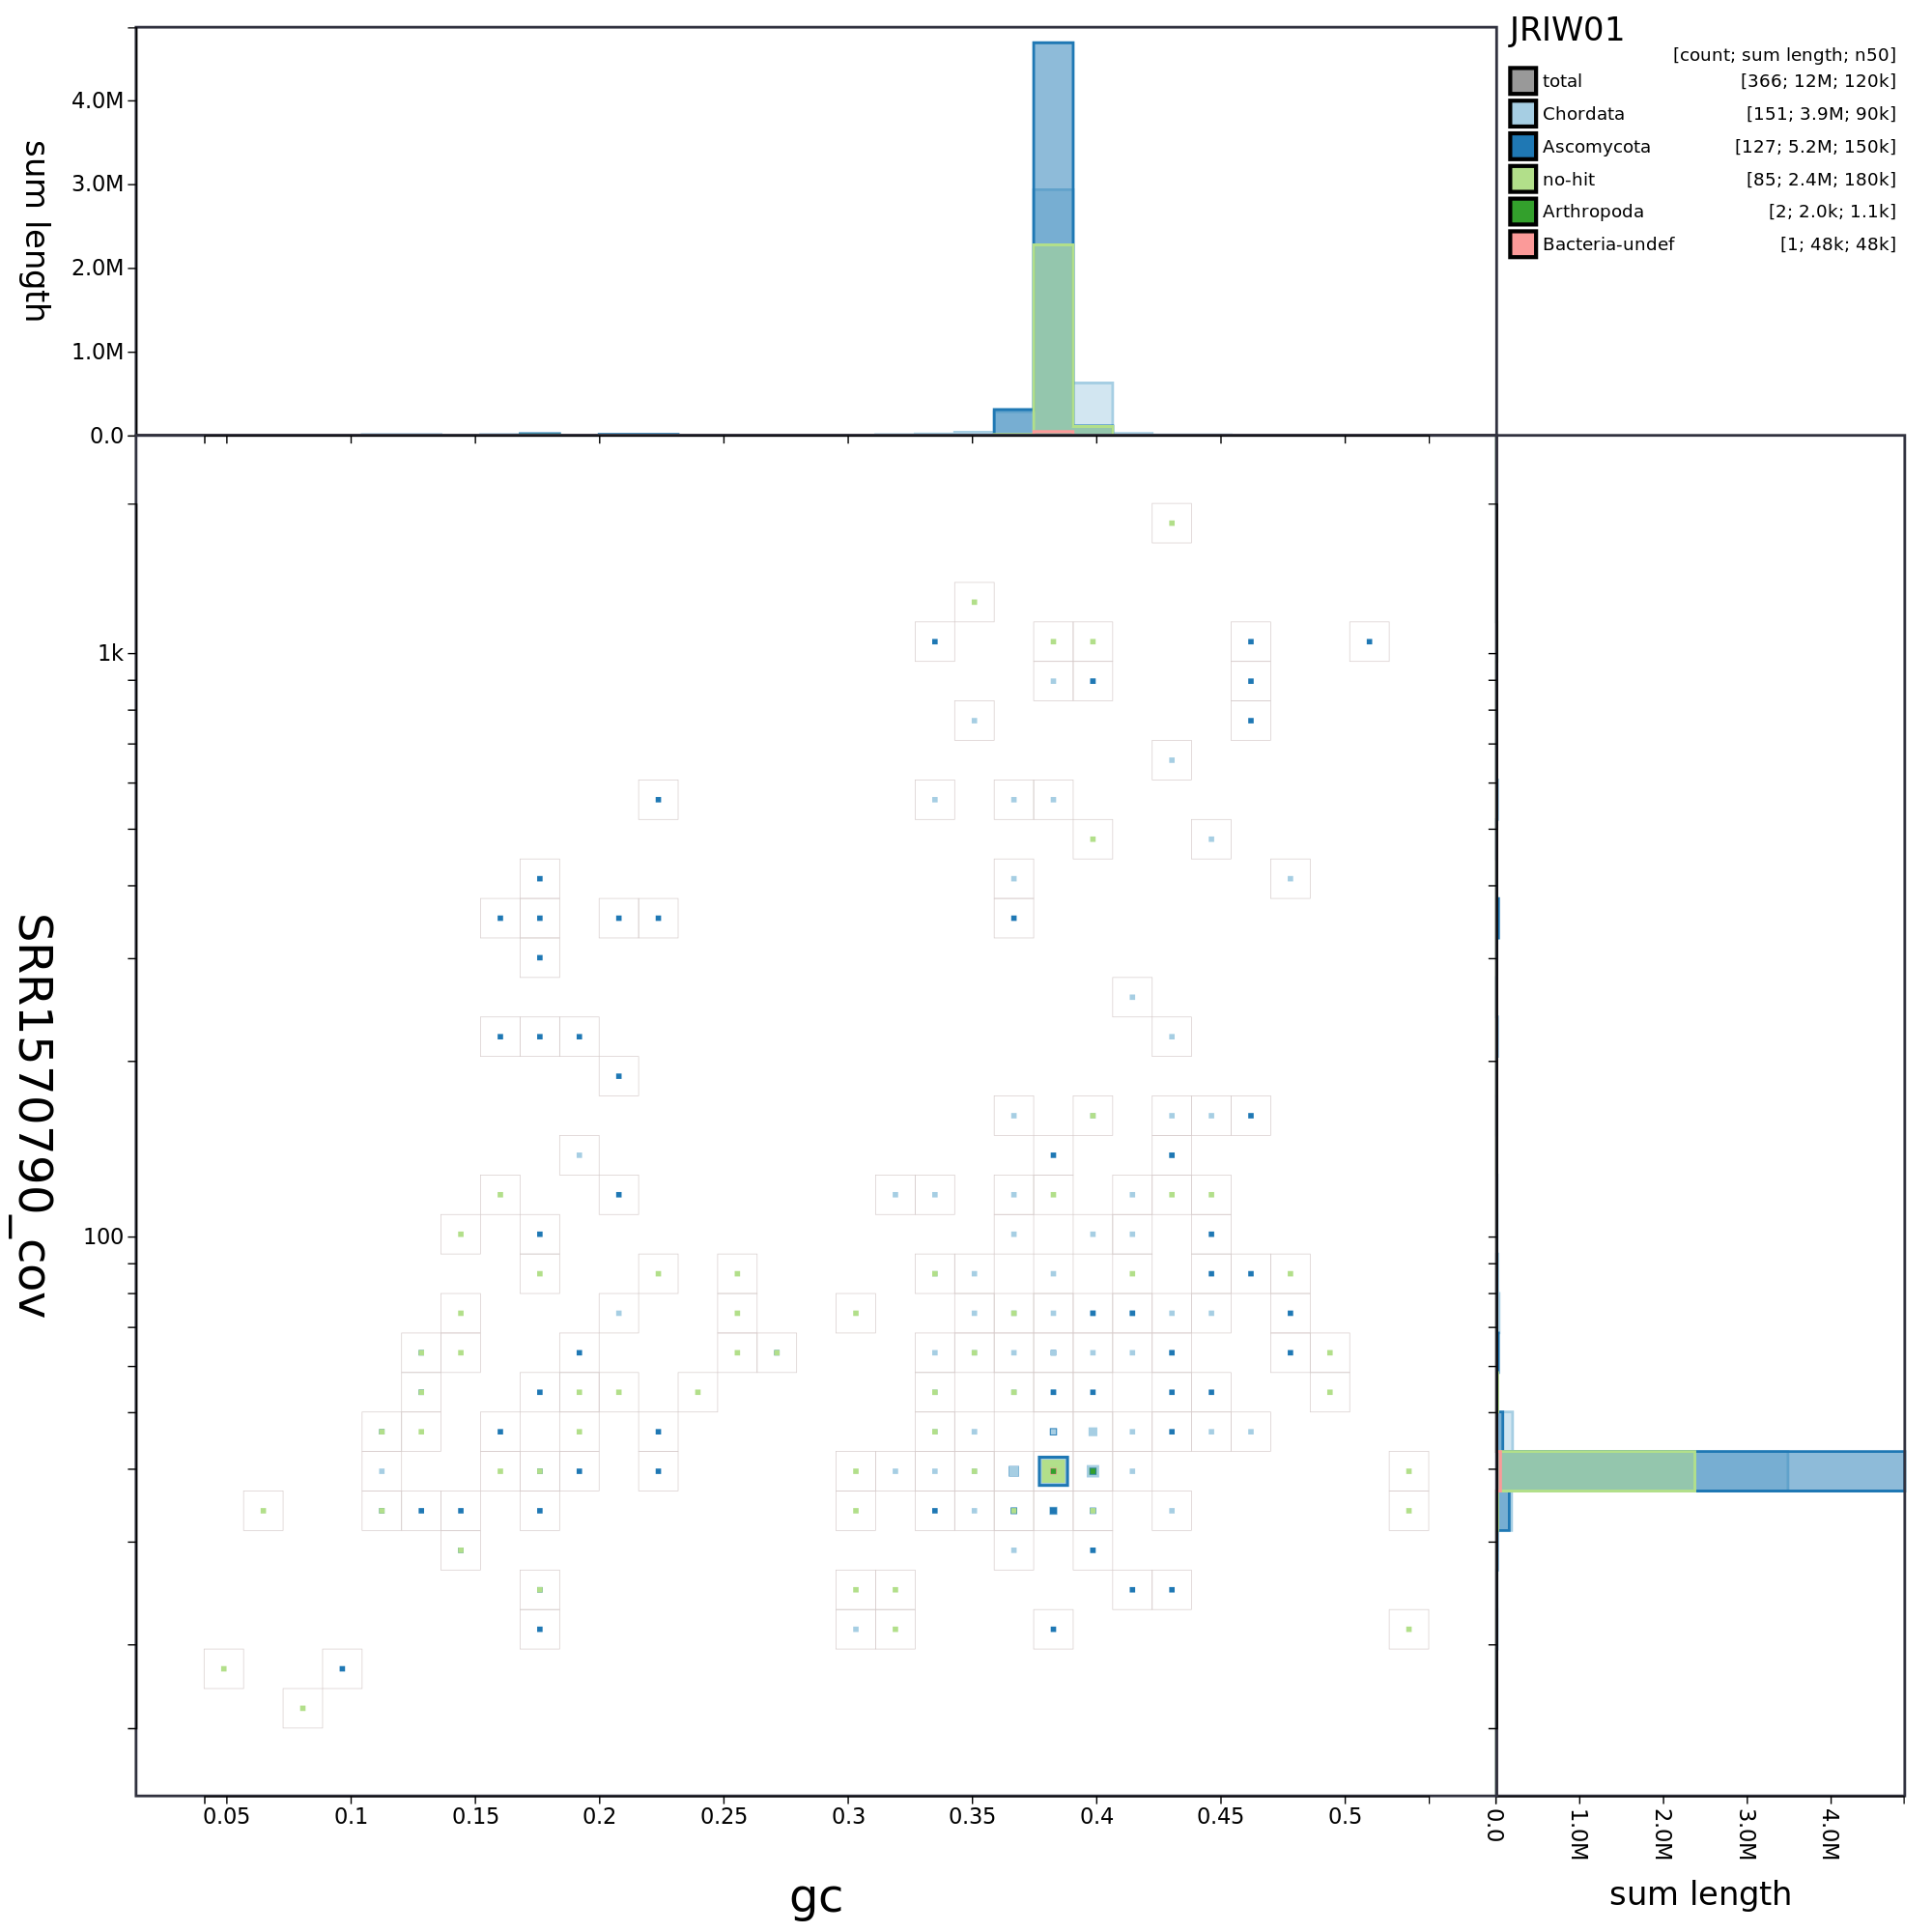 JRIW01
[count; sum length; n50]
total [366; 12M; 120k]
Chordata [151; 3.9M; 90k]
Ascomycota [127; 5.2M; 150k]
no-hit [85; 2.4M; 180k]
Arthropoda [2; 2.0k; 1.1k]
Bacteria-undef [1; 48k; 48k]
sum length
4.0M
3.0M
2.0M
1.0M
0.0
SRR1570790_cov
1k
100
0.05 0.1 0.15 0.2 0.25 0.3 0.35 0.4 0.45 0.5
gc
0.0 1.0M 2.0M 3.0M 4.0M
sum length